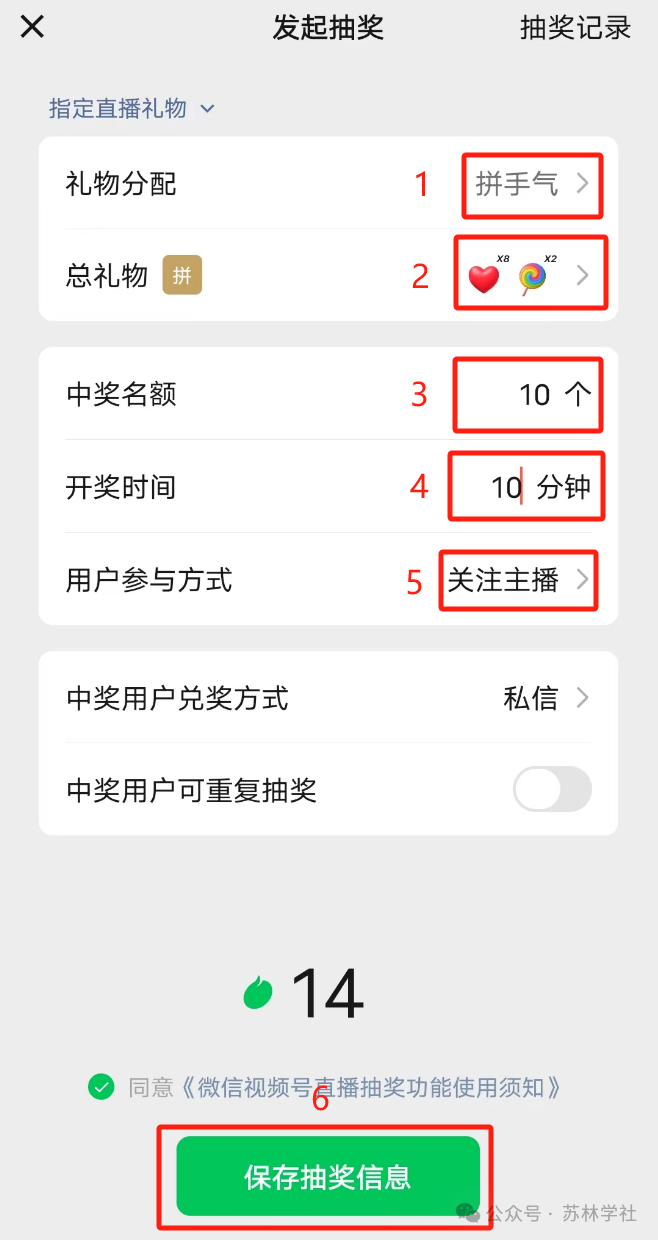 发起抽奖 抽奖记录
指定直播礼物
礼物分配 1 拼手气
总礼物 拼 2 x8 x2
中奖名额 3 10 个
开奖时间 4 10 分钟
用户参与方式 5 关注主播
中奖用户兑奖方式 私信
中奖用户可重复抽奖
14
同意《微信视频号直播抽奖功能使用须知》
6
保存抽奖信息
公众号 · 苏林学社